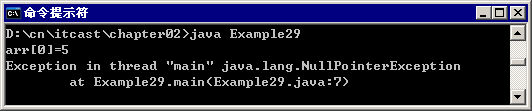 命令提示符
D:\cn\itcast\chapter02>java Example29
arr[0]=5
Exception in thread "main" java.lang.NullPointerException
        at Example29.main(Example29.java:7)